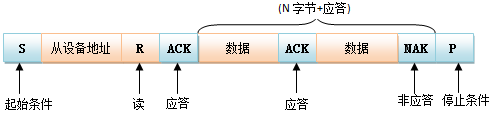 (N 字节+应答)
S 从设备地址 R ACK 数据 ACK 数据 NAK P
起始条件 读 应答 应答 非应答 停止条件